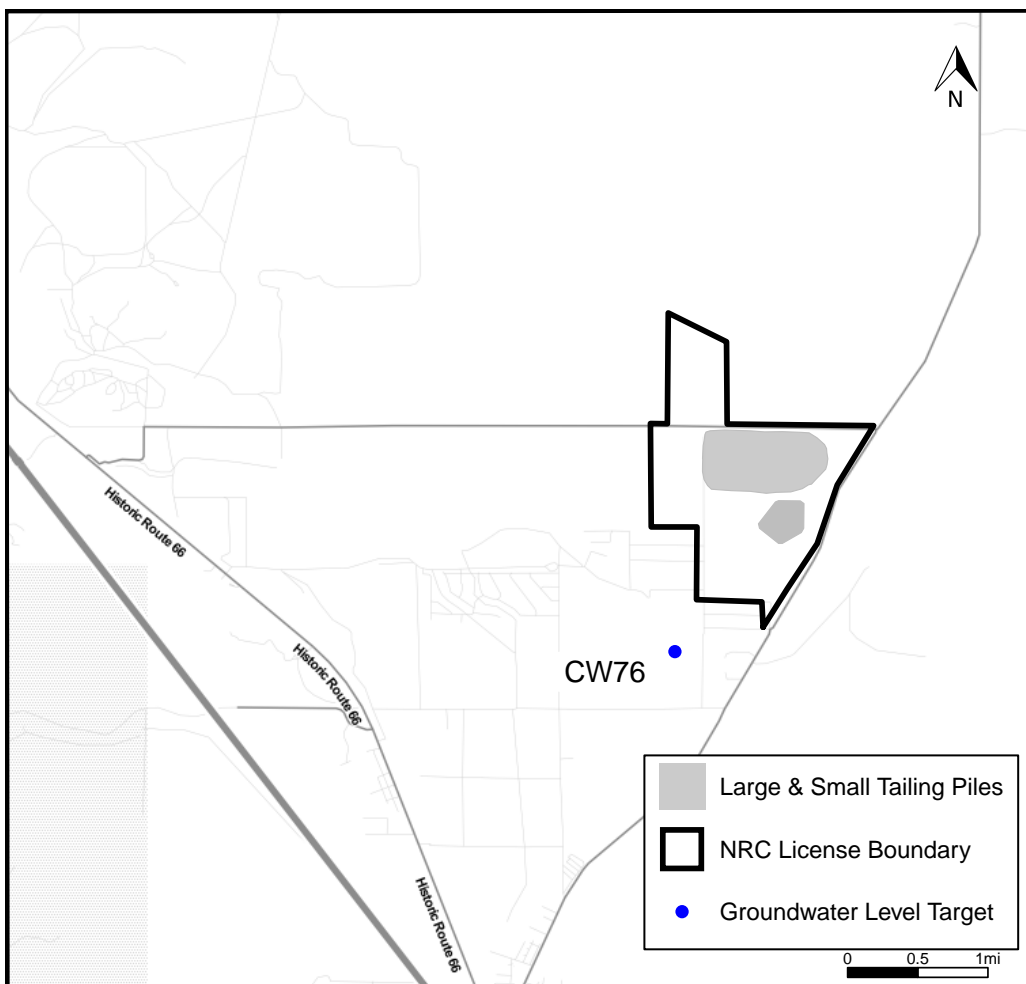 N
Historic Route 66
Historic Route 66
CW76
Historic Route 66
Large & Small Tailing Piles
NRC License Boundary
Groundwater Level Target
0 0.5 1mi